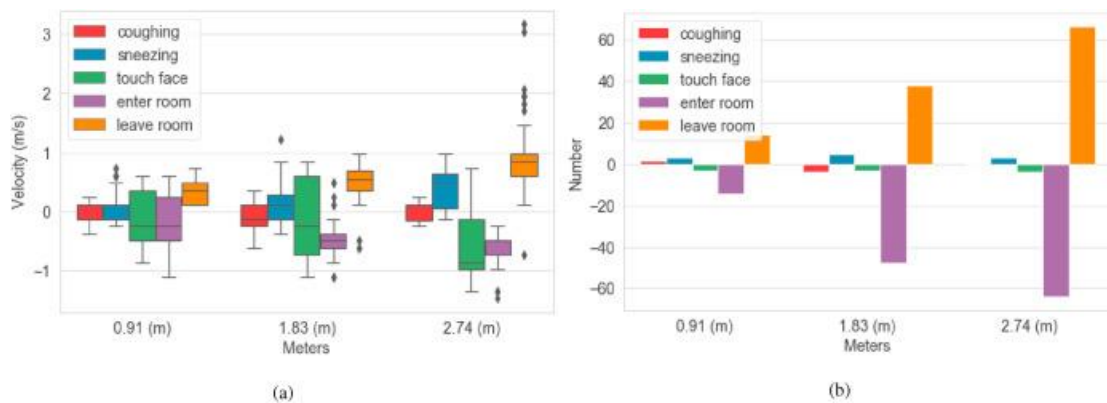 coughing
sneezing
touch face
enter room
leave room
3
2
1
0
−1
Velocity (m/s)
0.91 (m)
1.83 (m)
2.74 (m)
Meters
(a)
coughing
sneezing
touch face
enter room
leave room
60
40
20
0
−20
−40
−60
Number
0.91 (m)
1.83 (m)
2.74 (m)
Meters
(b)